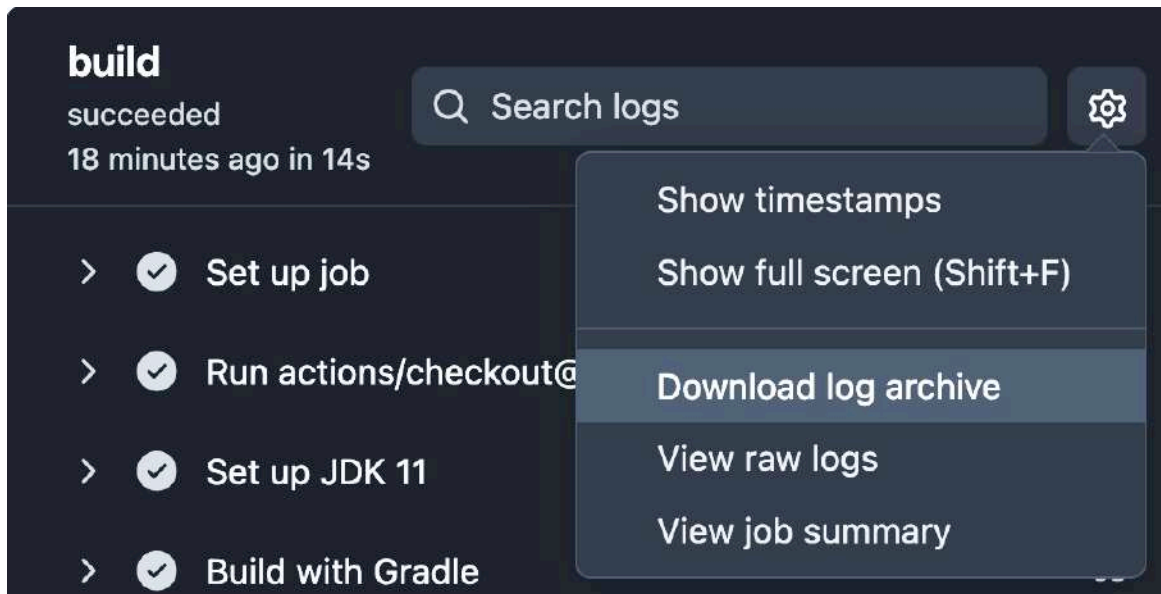 build
succeeded
18 minutes ago in 14s
Search logs
Show timestamps
Show full screen (Shift+F)
Download log archive
View raw logs
View job summary
Set up job
Run actions/checkout@
Set up JDK 11
Build with Gradle